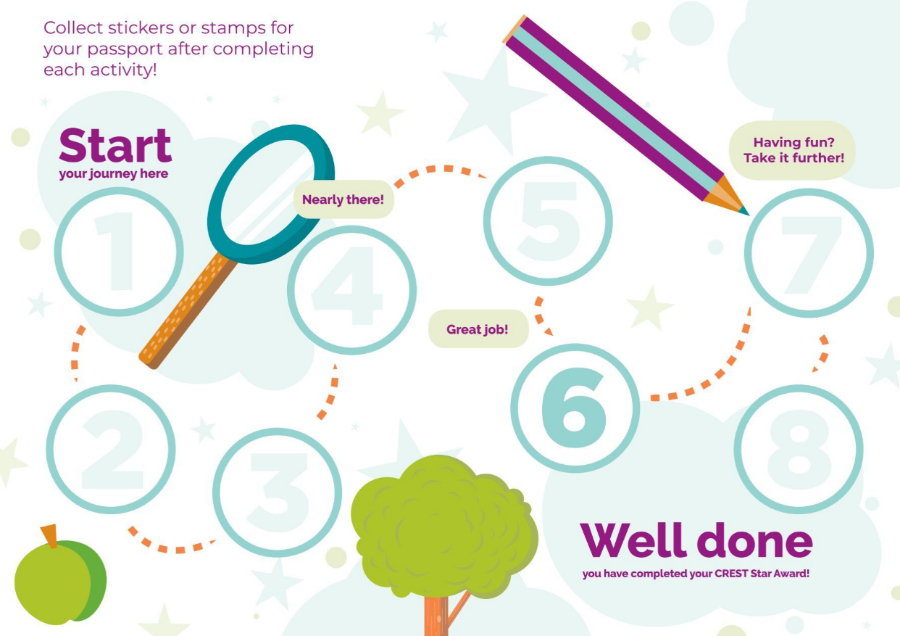 Collect stickers or stamps for
your passport after completing
each activity!
Start
your journey here
1
2
3
Nearly there!
4
5
Great job!
6
Having fun?
Take it further!
7
8
Well done
you have completed your CREST Star Award!